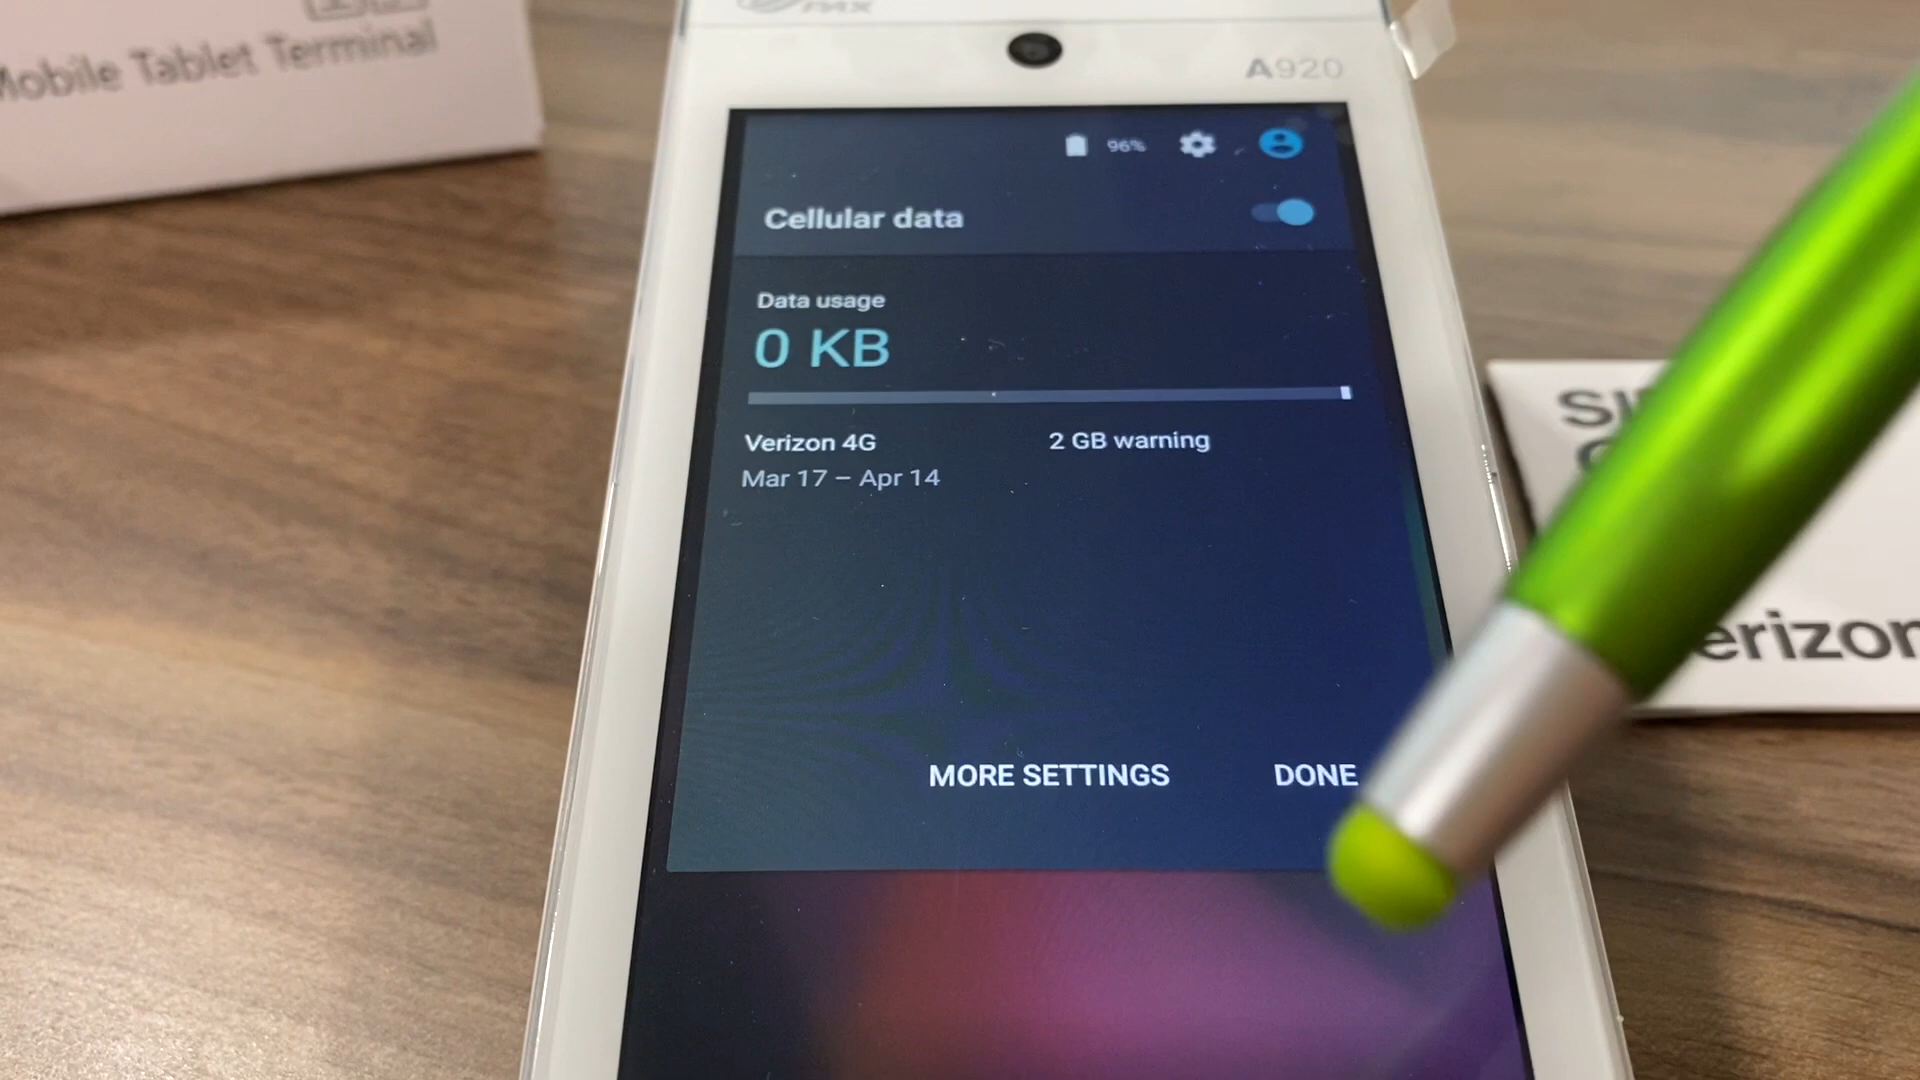 Mobile Tablet Terminal
PAX
A920
96%
Cellular data
Data usage
0 KB
Verizon 4G
2 GB warning
Mar 17 – Apr 14
MORE SETTINGS
DONE
erizon